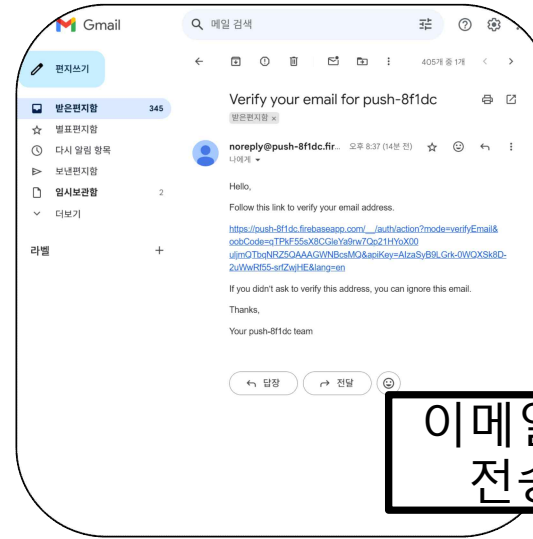 Gmail
메일 검색
편지쓰기
405개 중 1개
받은편지함 345
별표편지함
다시 알림 항목
보낸편지함
임시보관함 2
더보기
라벨 +
Verify your email for push-8f1dc
받은편지함 ×
noreply@push-8f1dc.fir... 오후 8:37 (14분 전)
나에게
Hello,
Follow this link to verify your email address.
https://push-8f1dc.firebaseapp.com/__/auth/action?mode=verifyEmail&
oobCode=qTPkF55sX8CGleYa9rw7Qp21HYoX00
uljmQTbqNRZ5QAAAGWNBcsMQ&apiKey=AIzaSyB9LGrk-0WQXSk8D-
2uWwRf55-srfZwjHE&lang=en
If you didn't ask to verify this address, you can ignore this email.
Thanks,
Your push-8f1dc team
답장
전달
이메일
전송